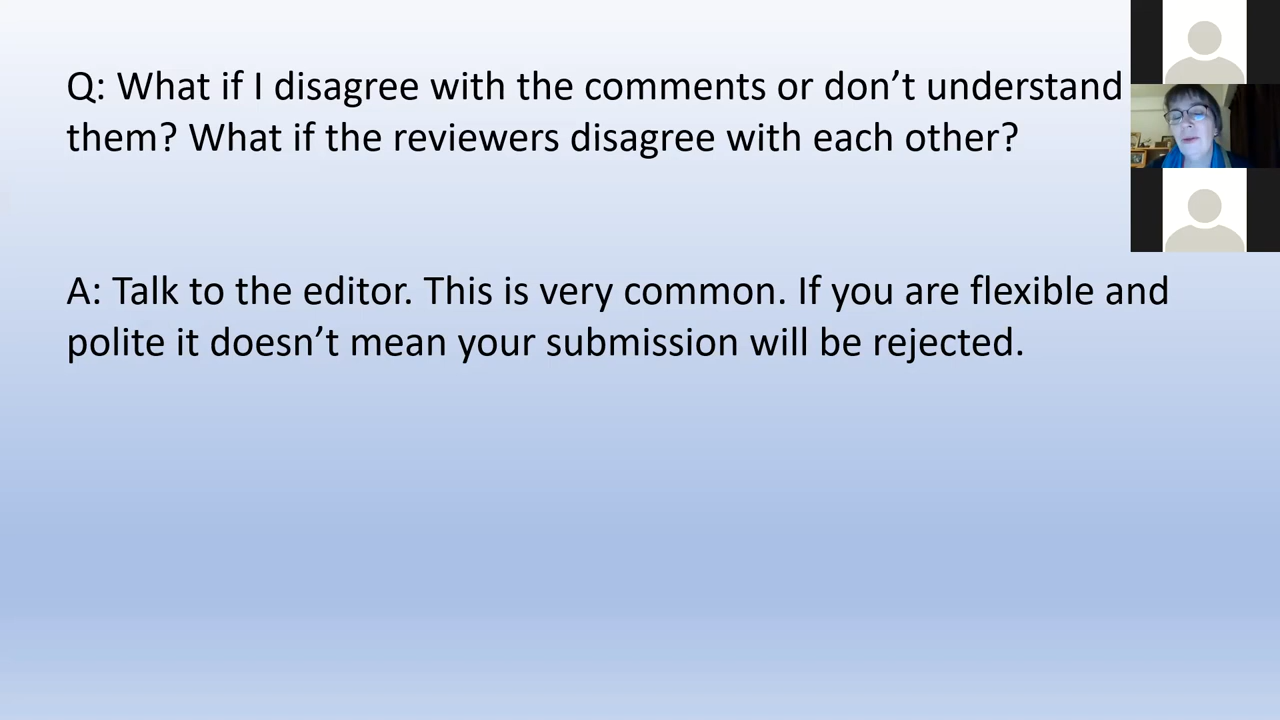 Q: What if I disagree with the comments or don’t understand
them? What if the reviewers disagree with each other?
A: Talk to the editor. This is very common. If you are flexible and
polite it doesn’t mean your submission will be rejected.